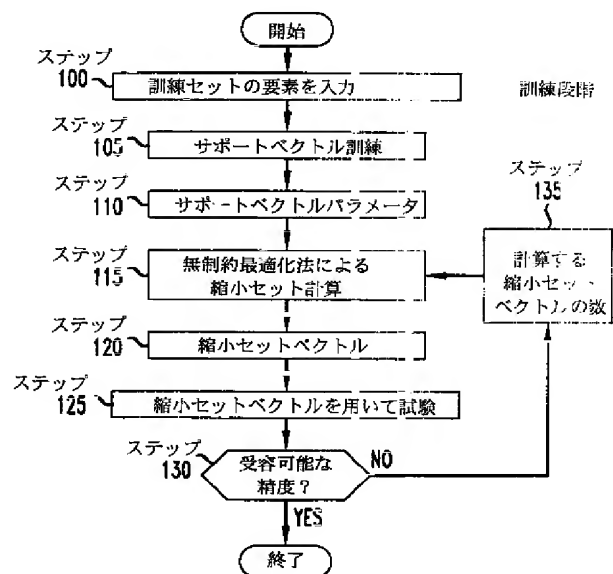 開始
ステップ
100
訓練セットの要素を入力
訓練段階
ステップ
105
サポートベクトル訓練
ステップ
110
サポートベクトルパラメータ
ステップ
135
計算する
縮小セット
ベクトルの数
ステップ
115
無制約最適化法による
縮小セット計算
ステップ
120
縮小セットベクトル
ステップ
125
縮小セットベクトルを用いて試験
ステップ
130
受容可能な
精度?
NO
YES
終了